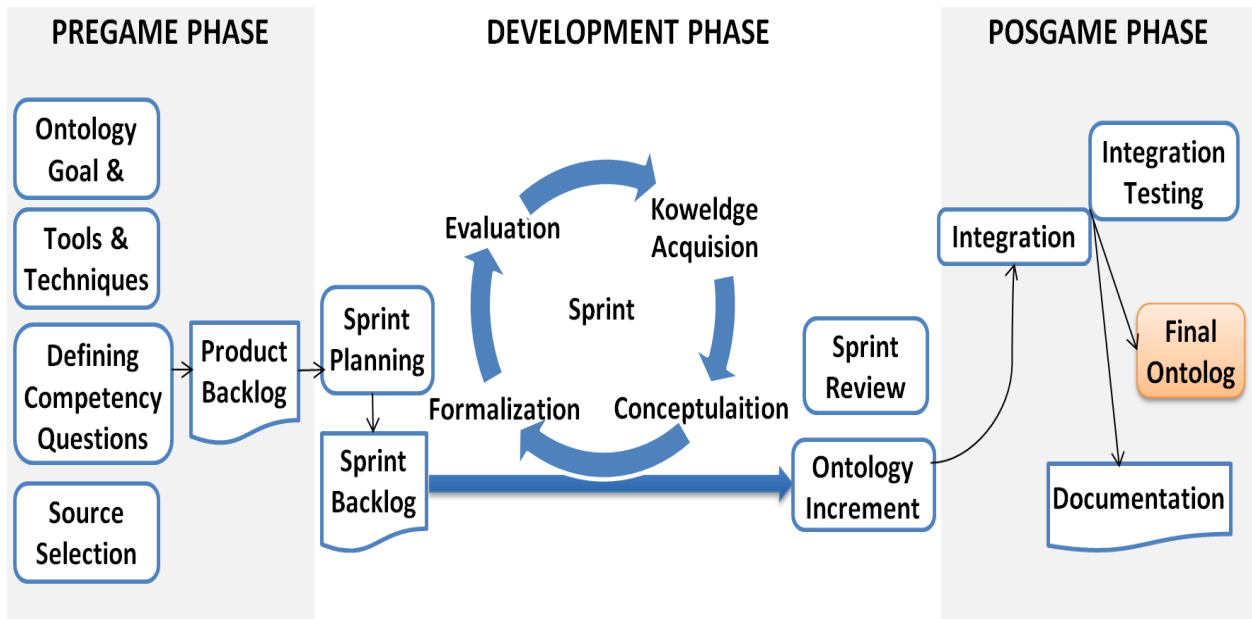 PREGAME PHASE
DEVELOPMENT PHASE
POSGAME PHASE
Ontology
Goal &
Tools &
Techniques
Defining
Competency
Questions
Source
Selection
Product
Backlog
Sprint
Planning
Sprint
Backlog
Evaluation
Koweldge
Acquision
Sprint
Formalization
Conceptulaition
Sprint
Review
Ontology
Increment
Integration
Integration
Testing
Final
Ontolog
Documentation